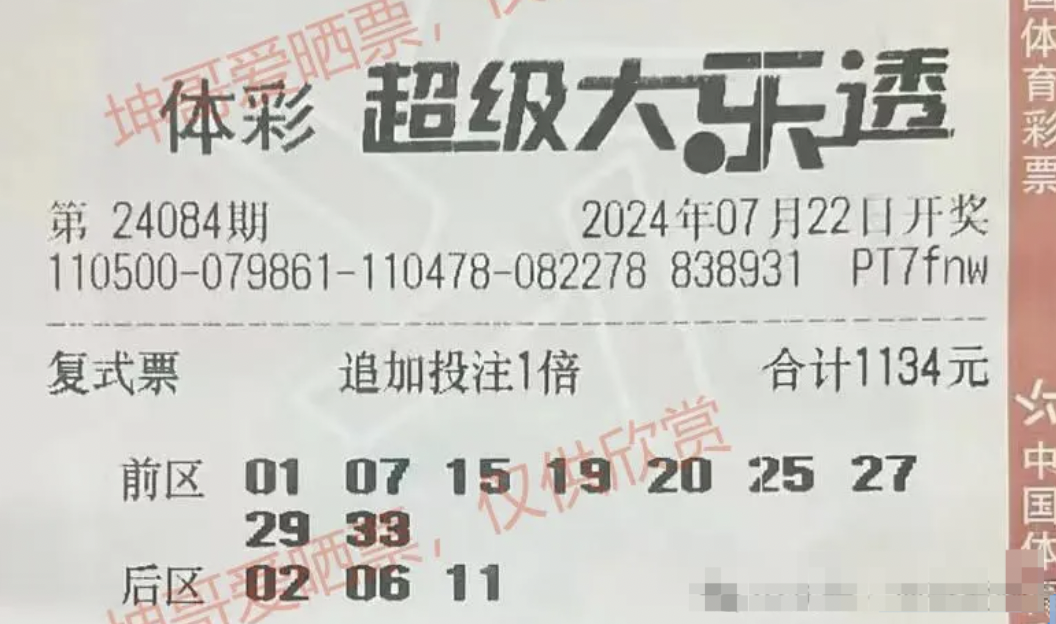 坤哥爱晒票，仅
体彩 超级大乐透
第 24084期 2024年07月22日开奖
110500-079861-110478-082278 838931 PT7fnw
复式票 追加投注1倍 合计1134元
前区 01 07 15 19 20 25 27
29 33
后区 02 06 11
坤哥爱晒票，仅供欣赏
国体育彩票
中国体